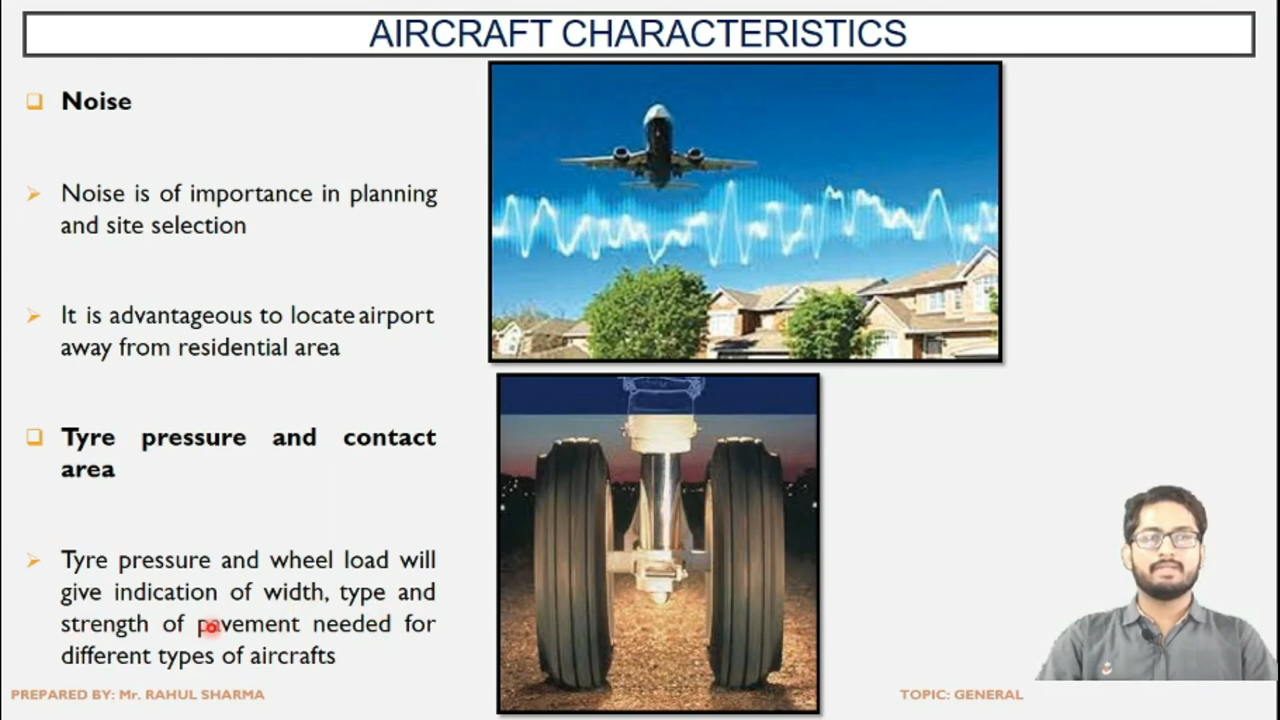 AIRCRAFT CHARACTERISTICS
Noise
Noise is of importance in planning
and site selection
It is advantageous to locate airport
away from residential area
Tyre pressure and contact
area
Tyre pressure and wheel load will
give indication of width, type and
strength of pavement needed for
different types of aircrafts
PREPARED BY: Mr. RAHUL SHARMA
TOPIC: GENERAL